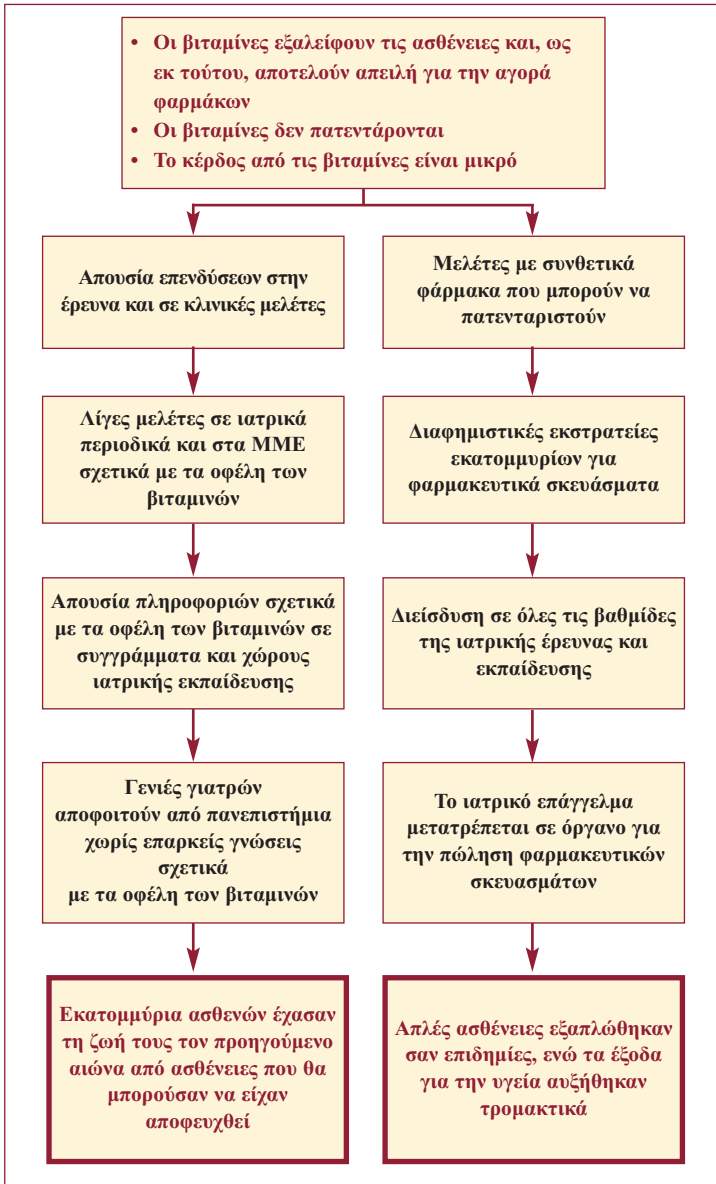 • Οι βιταμίνες εξαλείφουν τις ασθένειες και, ως
εκ τούτου, αποτελούν απειλή για την αγορά
φαρμάκων
• Οι βιταμίνες δεν πατεντάρονται
• Το κέρδος από τις βιταμίνες είναι μικρό
Απουσία επενδύσεων στην
έρευνα και σε κλινικές μελέτες
Λίγες μελέτες σε ιατρικά
περιοδικά και στα ΜΜΕ
σχετικά με τα οφέλη των
βιταμινών
Απουσία πληροφοριών σχετικά
με τα οφέλη των βιταμινών σε
συγγράμματα και χώρους
ιατρικής εκπαίδευσης
Γενιές γιατρών
αποφοιτούν από πανεπιστήμια
χωρίς επαρκείς γνώσεις
σχετικά
με τα οφέλη των βιταμινών
Εκατομμύρια ασθενών έχασαν
τη ζωή τους τον προηγούμενο
αιώνα από ασθένειες που θα
μπορούσαν να είχαν
αποφευχθεί
Μελέτες με συνθετικά
φάρμακα που μπορούν να
πατενταριστούν
Διαφημιστικές εκστρατείες
εκατομμυρίων για
φαρμακευτικά σκευάσματα
Διείσδυση σε όλες τις βαθμίδες
της ιατρικής έρευνας και
εκπαίδευσης
Το ιατρικό επάγγελμα
μετατρέπεται σε όργανο για
την πώληση φαρμακευτικών
σκευασμάτων
Απλές ασθένειες εξαπλώθηκαν
σαν επιδημίες, ενώ τα έξοδα
για την υγεία αυξήθηκαν
τρομακτικά